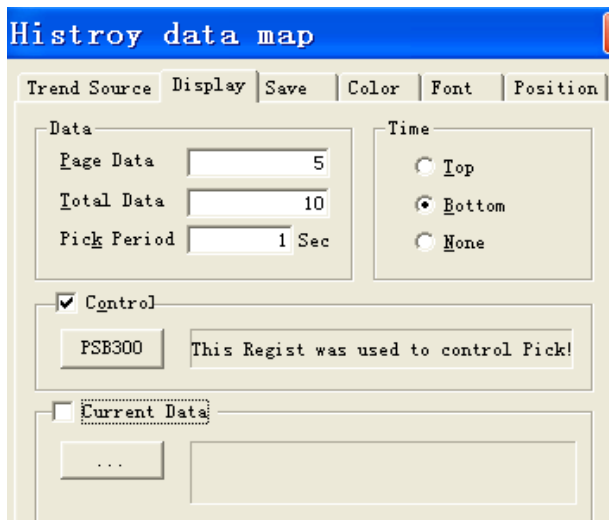 Histroy data map
Trend Source Display Save Color Font Position
Data
Page Data 5
Total Data 10
Pick Period 1 Sec
Time
Top
Bottom
None
Control
PSB300 This Regist was used to control Pick!
Current Data
...